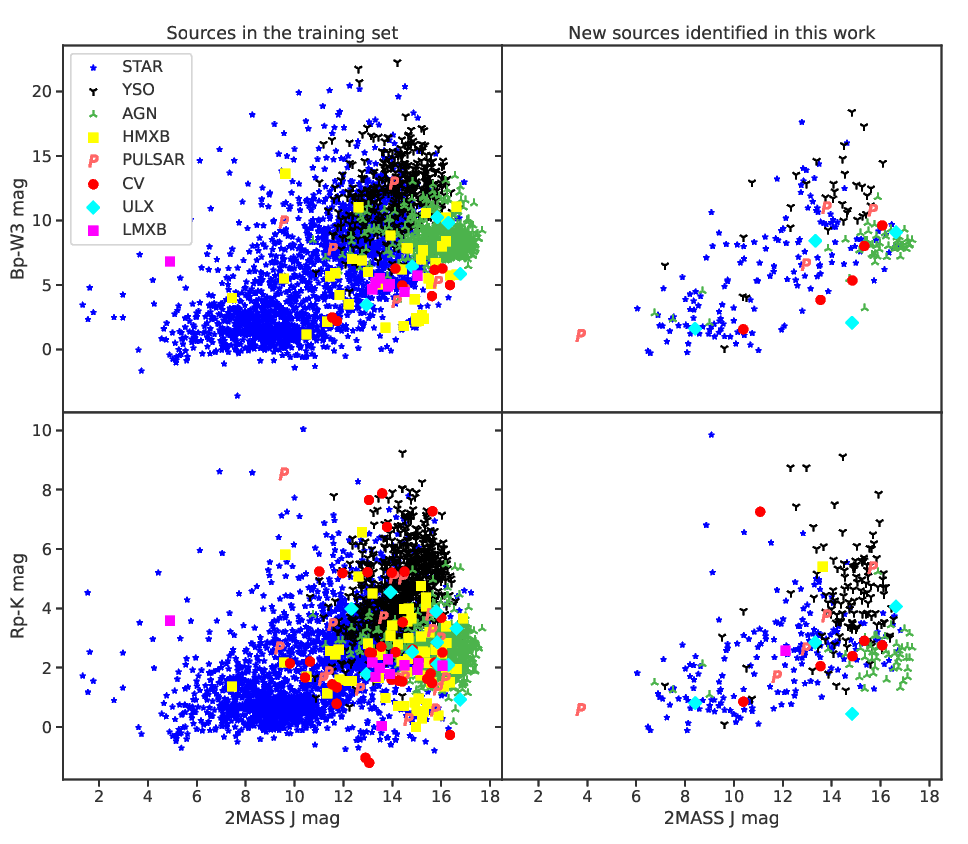 Sources in the training set
New sources identified in this work
STAR
YSO
AGN
HMXB
P PULSAR
CV
ULX
LMXB
20
15
10
5
0
Bp-W3 mag
10
8
6
4
2
0
Rp-K mag
2 4 6 8 10 12 14 16 18
2 4 6 8 10 12 14 16 18
2MASS J mag
2MASS J mag